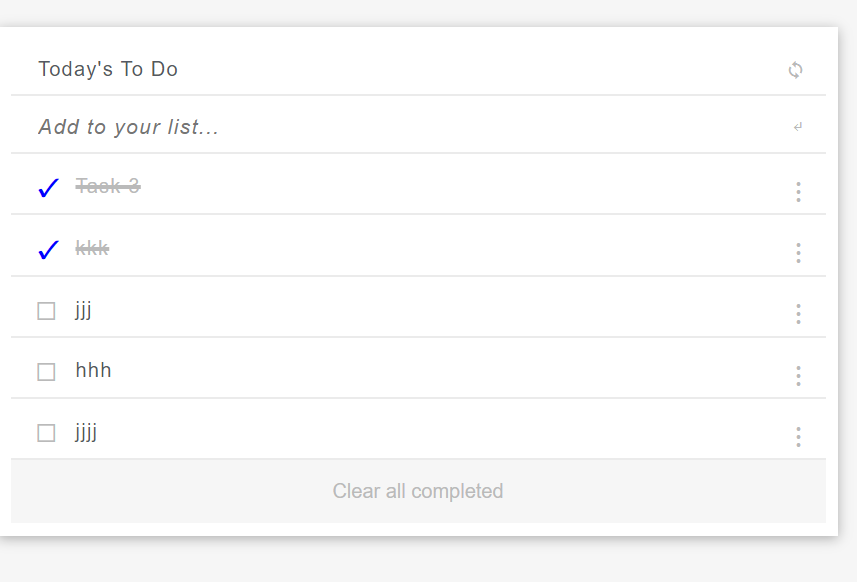 Today's To Do
Add to your list...
Task 3
kkk
jjj
hhh
jjjj
Clear all completed